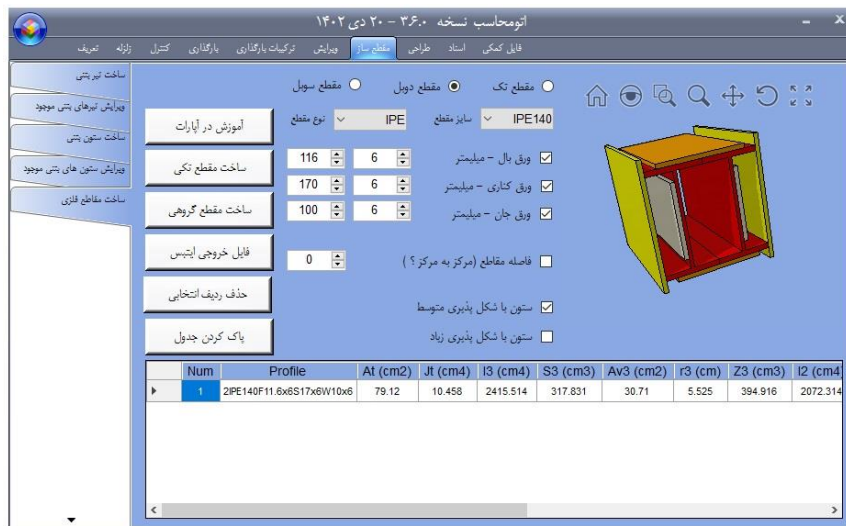 اتومحاسب نسخه ۳.۶.۰ - ۲۰ دی ۱۴۰۲
فایل کمکی اسناد طراحی مقطع ساز ویرایش ترکیبات بارگذاری بارگذاری کنترل زلزله تعریف
ساخت تیر بتنی
ویرایش تیرهای بتنی موجود
ساخت ستون بتنی
ویرایش ستون های بتنی موجود
ساخت مقاطع فلزی
مقطع تک مقطع دوبل مقطع سوبل
IPE140 سایز مقطع IPE نوع مقطع
ورق بال - میلیمتر 6 116
ورق کناری - میلیمتر 6 170
ورق جان - میلیمتر 6 100
فاصله مقاطع (مرکز به مرکز ؟ ) 0
ستون با شکل پذیری متوسط
ستون با شکل پذیری زیاد
آموزش در آپارات
ساخت مقطع تکی
ساخت مقطع گروهی
فایل خروجی ایتبس
حذف ردیف انتخابی
پاک کردن جدول
Num Profile At (cm2) Jt (cm4) I3 (cm4) S3 (cm3) Av3 (cm2) r3 (cm) Z3 (cm3) I2 (cm4)
1 2IPE140F11.6x6S17x6W10x6 79.12 10.458 2415.514 317.831 30.71 5.525 394.916 2072.314